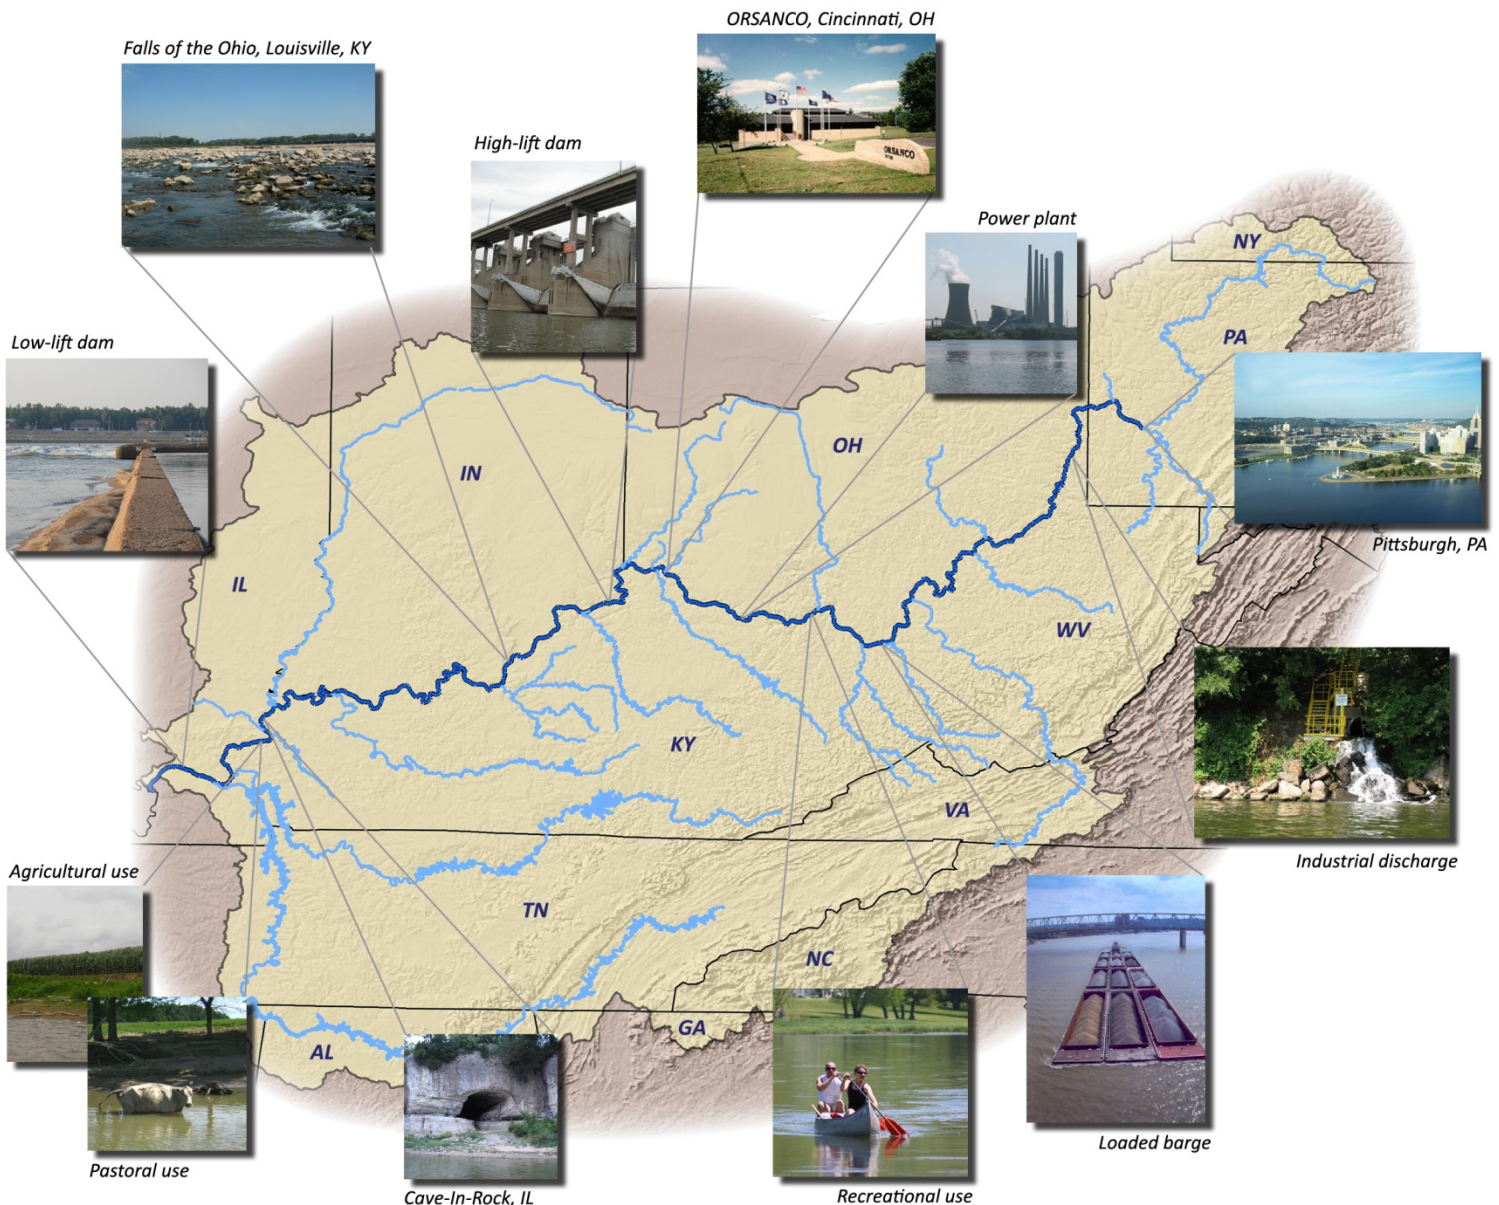 ORSANCO, Cincinnati, OH
Falls of the Ohio, Louisville, KY
High-lift dam
ORSANCO
Power plant
NY
Low-lift dam
PA
OH
IN
Pittsburgh, PA
IL
WV
KY
VA
Industrial discharge
Agricultural use
TN
NC
GA
AL
Loaded barge
Pastoral use
Cave-In-Rock, IL
Recreational use